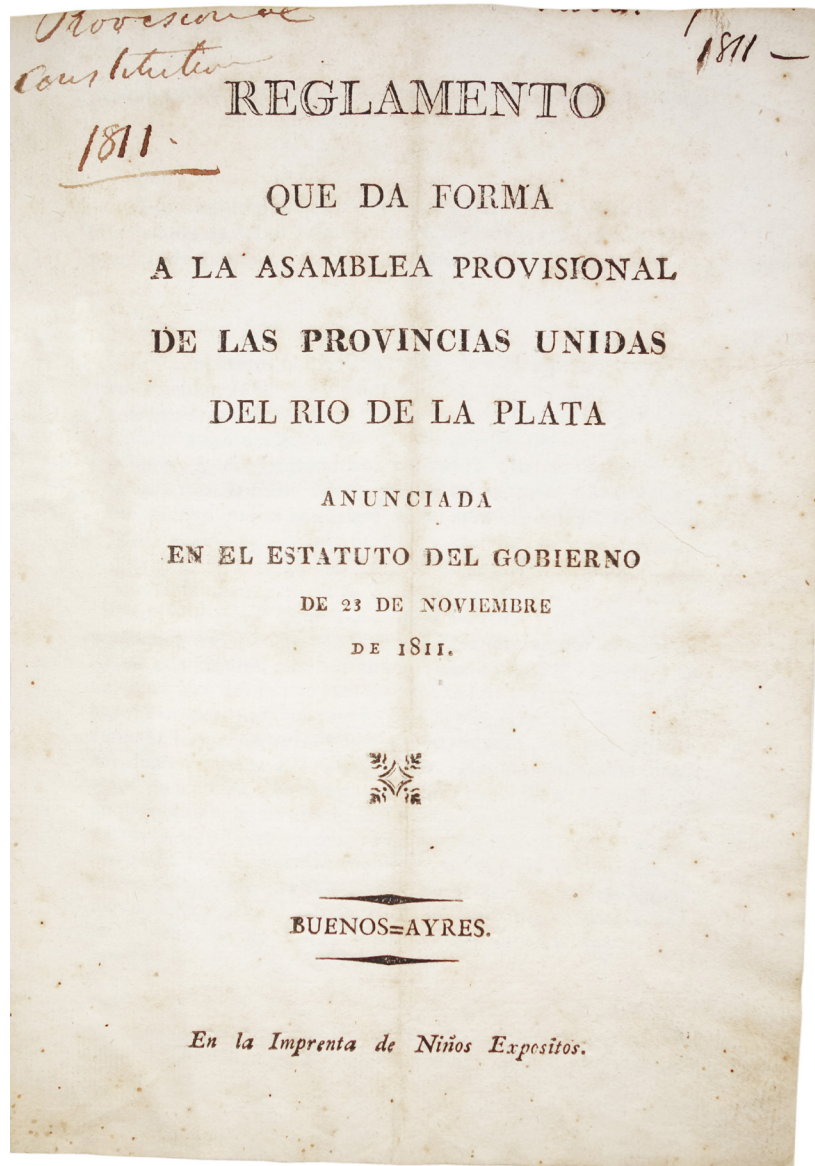 Provisional
Constitution
1811.
1811 —
REGLAMENTO
QUE DA FORMA
A LA ASAMBLEA PROVISIONAL
DE LAS PROVINCIAS UNIDAS
DEL RIO DE LA PLATA
ANUNCIADA
EN EL ESTATUTO DEL GOBIERNO
DE 23 DE NOVIEMBRE
DE 1811.
BUENOS=AYRES.
En la Imprenta de Niños Expositos.